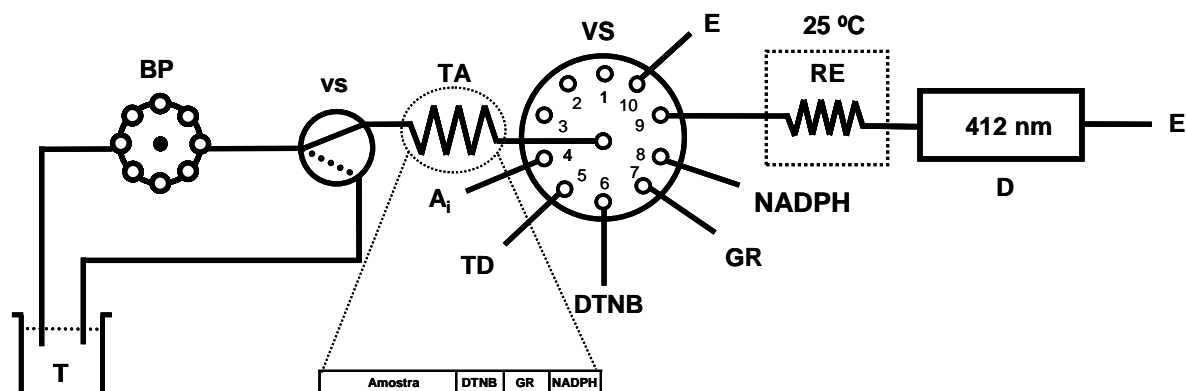 25 ºC
VS
E
BP
vs
TA
RE
1
2
10
3
9
412 nm
E
4
8
5
7
6
Ai
NADPH
D
TD
GR
DTNB
T
Amostra DTNB GR NADPH